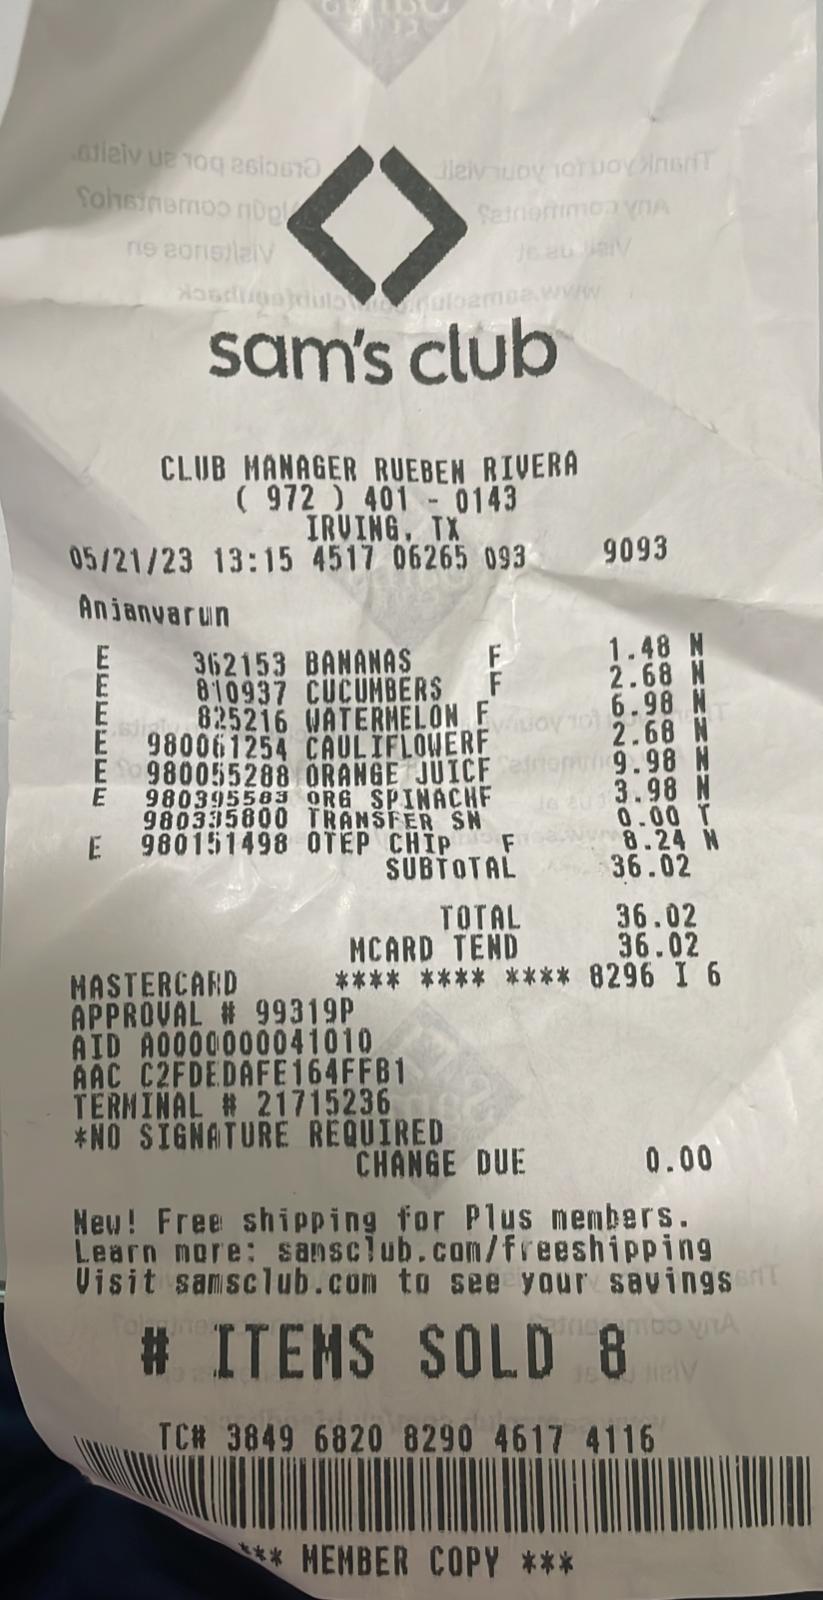 sam's club
CLUB MANAGER RUEBEN RIVERA
( 972 ) 401 - 0143
IRVING, TX
05/21/23 13:15 4517 06265 093 9093
Anjanvarun
E 362153 BANANAS F 1.48 N
E 810937 CUCUMBERS F 2.68 N
E 825216 WATERMELON F 6.98 N
E 980061254 CAULIFLOWERF 2.68 N
E 980055288 ORANGE JUICF 9.98 N
E 980395583 ORG SPINACHF 3.98 N
980335800 TRANSFER SN 0.00 T
E 980151498 OTEP CHIP F 8.24 N
SUBTOTAL 36.02
TOTAL 36.02
MCARD TEND 36.02
MASTERCARD **** **** **** 8296 I 6
APPROVAL # 99319P
AID A0000000041010
AAC C2FDEDAFE164FFB1
TERMINAL # 21715236
*NO SIGNATURE REQUIRED
CHANGE DUE 0.00
New! Free shipping for Plus members.
Learn more: samsclub.com/freeshipping
Visit samsclub.com to see your savings
# ITEMS SOLD 8
TC# 3849 6820 8290 4617 4116
*** MEMBER COPY ***